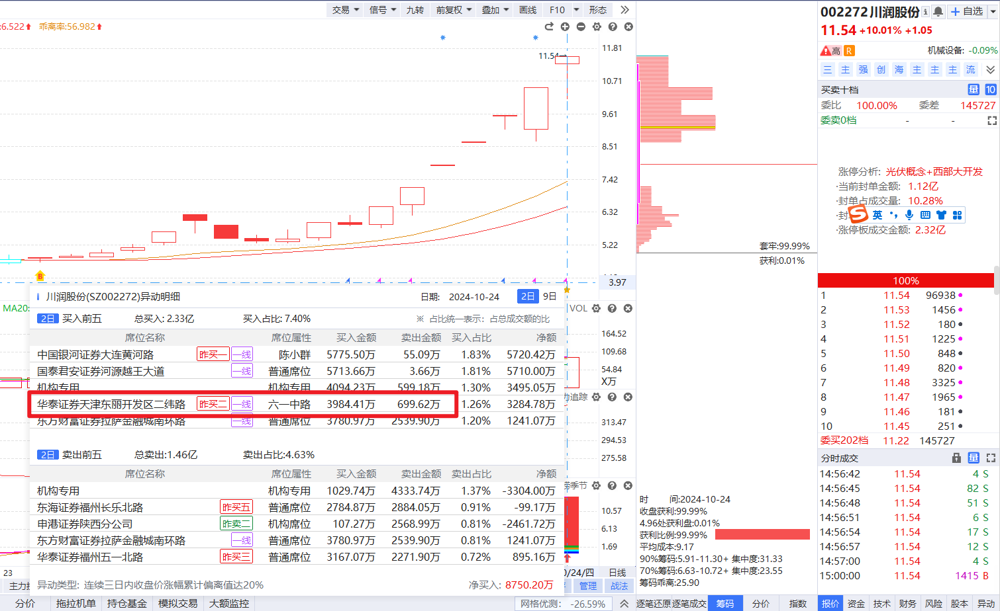 交易 信号 九转 前复权 叠加 画线 F10 形态
:6.522 乖离率:56.982
11.81
11.54
10.71
9.61
8.51
7.42
6.32
5.22
3.97
B
MA20:
川润股份(SZ002272)异动明细 日期: 2024-10-24 2日 9日
2日 买入前五 总买入: 2.33亿 买入占比: 7.40% ※ 占比统一表示: 占总成交额的比
席位名称 席位属性 买入金额 卖出金额 买入占比 净额
中国银河证券大连黄河路 昨买一 一线 陈小群 5775.50万 55.09万 1.83% 5720.42万
国泰君安证券河源越王大道 一线 普通席位 5713.66万 3.66万 1.81% 5710.00万
机构专用 机构专用 4094.23万 599.18万 1.30% 3495.05万
华泰证券天津东丽开发区二纬路 昨买二 一线 六一中路 3984.41万 699.62万 1.26% 3284.78万
东方财富证券拉萨金融城南环路 一线 普通席位 3780.97万 2539.90万 1.20% 1241.07万
2日 卖出前五 总卖出:1.46亿 卖出占比:4.63%
席位名称 席位属性 买入金额 卖出金额 卖出占比 净额
机构专用 机构专用 1029.74万 4333.74万 1.37% -3304.00万
东海证券福州长乐北路 昨买五 普通席位 2784.87万 2884.05万 0.91% -99.17万
申港证券陕西分公司 昨卖二 机构席位 107.27万 2568.99万 0.81% -2461.72万
东方财富证券拉萨金融城南环路 一线 普通席位 3780.97万 2539.90万 0.81% 1241.07万
华泰证券福州五一北路 昨买三 普通席位 3167.07万 2271.90万 0.72% 895.16万
异动类型: 连续三日内收盘价涨幅累计偏离值达20% 净买入: 8750.20万
VOL
164.52
109.68
54.84
X万
追踪
313.47
294.53
275.58
季节
10.57
6.13
1.69
23 0/24/四 日线
主力 管理 战法
分价 拖拉机单 持仓基金 模拟交易 大额监控 网格优测: -26.59%
套牢:99.99%
获利:0.01%
时 间:2024-10-24
收盘获利:99.99%
4.96处获利盘:0.01%
获利比例:99.99%
平均成本:9.17
90%筹码:5.91-11.30+ 集中度:31.33
70%筹码:6.63-10.72+ 集中度:23.55
筹码乖离:25.90
逐笔还原 逐笔成交 筹码 分价 指数
002272 川润股份 i + 自选
11.54 +10.01% +1.05
高 R 机械设备: -0.09%
三 主 强 创 海 主 主 主 流
买卖十档 量 10
委比 100.00% 委差 145727
委卖0档 - -
涨停分析: 光伏概念+西部大开发
·当前封单金额: 1.12亿
·封单占成交量: 10.28%
·封
S 英
·涨停板成交金额: 2.32亿
100%
1 11.54 96938
2 11.53 1456
3 11.52 180
4 11.51 1225
5 11.50 848
6 11.49 820
7 11.48 3325
8 11.47 1965
9 11.46 181
10 11.45 251
委买202档 11.22 145727
分时成交 量
14:56:42 11.54 4 S
14:56:45 11.54 82 S
14:56:48 11.54 51 S
14:56:51 11.54 6 S
14:56:54 11.54 17 S
14:56:57 11.54 12 S
14:57:00 11.54 4 S
15:00:00 11.54 1415 B
报价 资金 技术 财务 风险 股本 异动